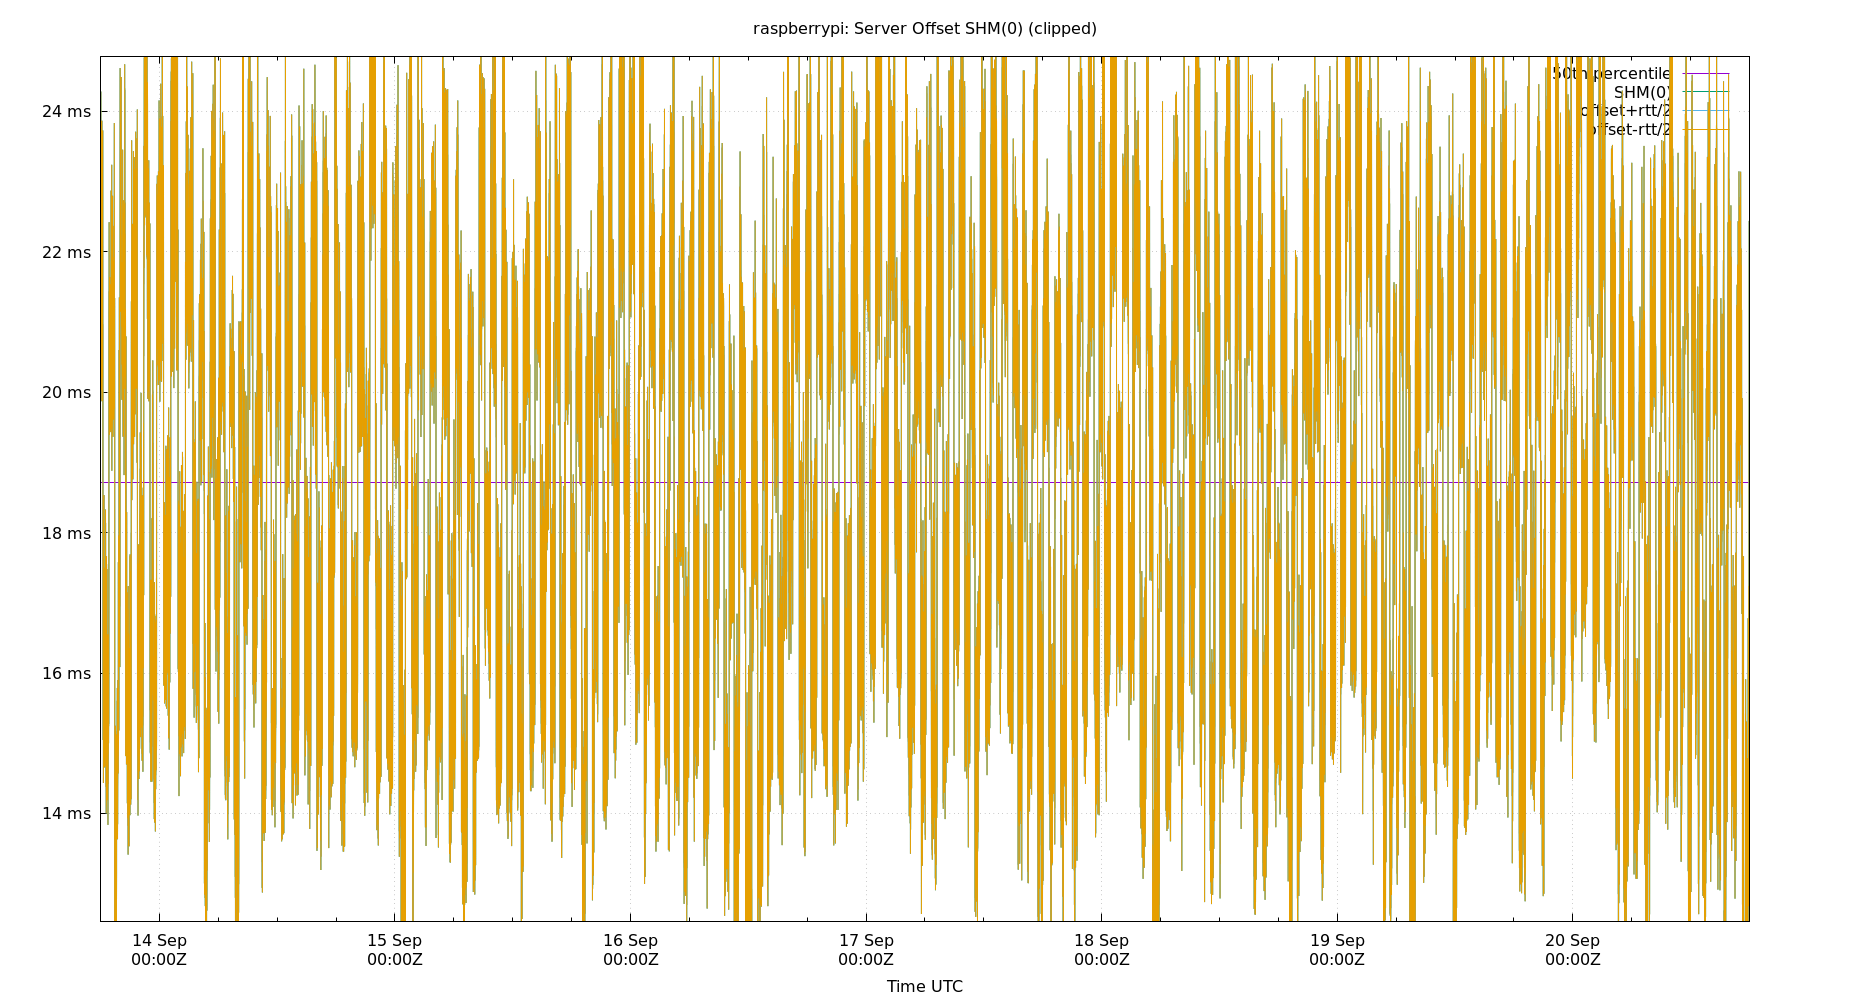 raspberrypi: Server Offset SHM(0) (clipped)
50th percentile
SHM(0)
offset+rtt/2
offset-rtt/2
24 ms
22 ms
20 ms
18 ms
16 ms
14 ms
14 Sep
00:00Z
15 Sep
00:00Z
16 Sep
00:00Z
17 Sep
00:00Z
18 Sep
00:00Z
19 Sep
00:00Z
20 Sep
00:00Z
Time UTC